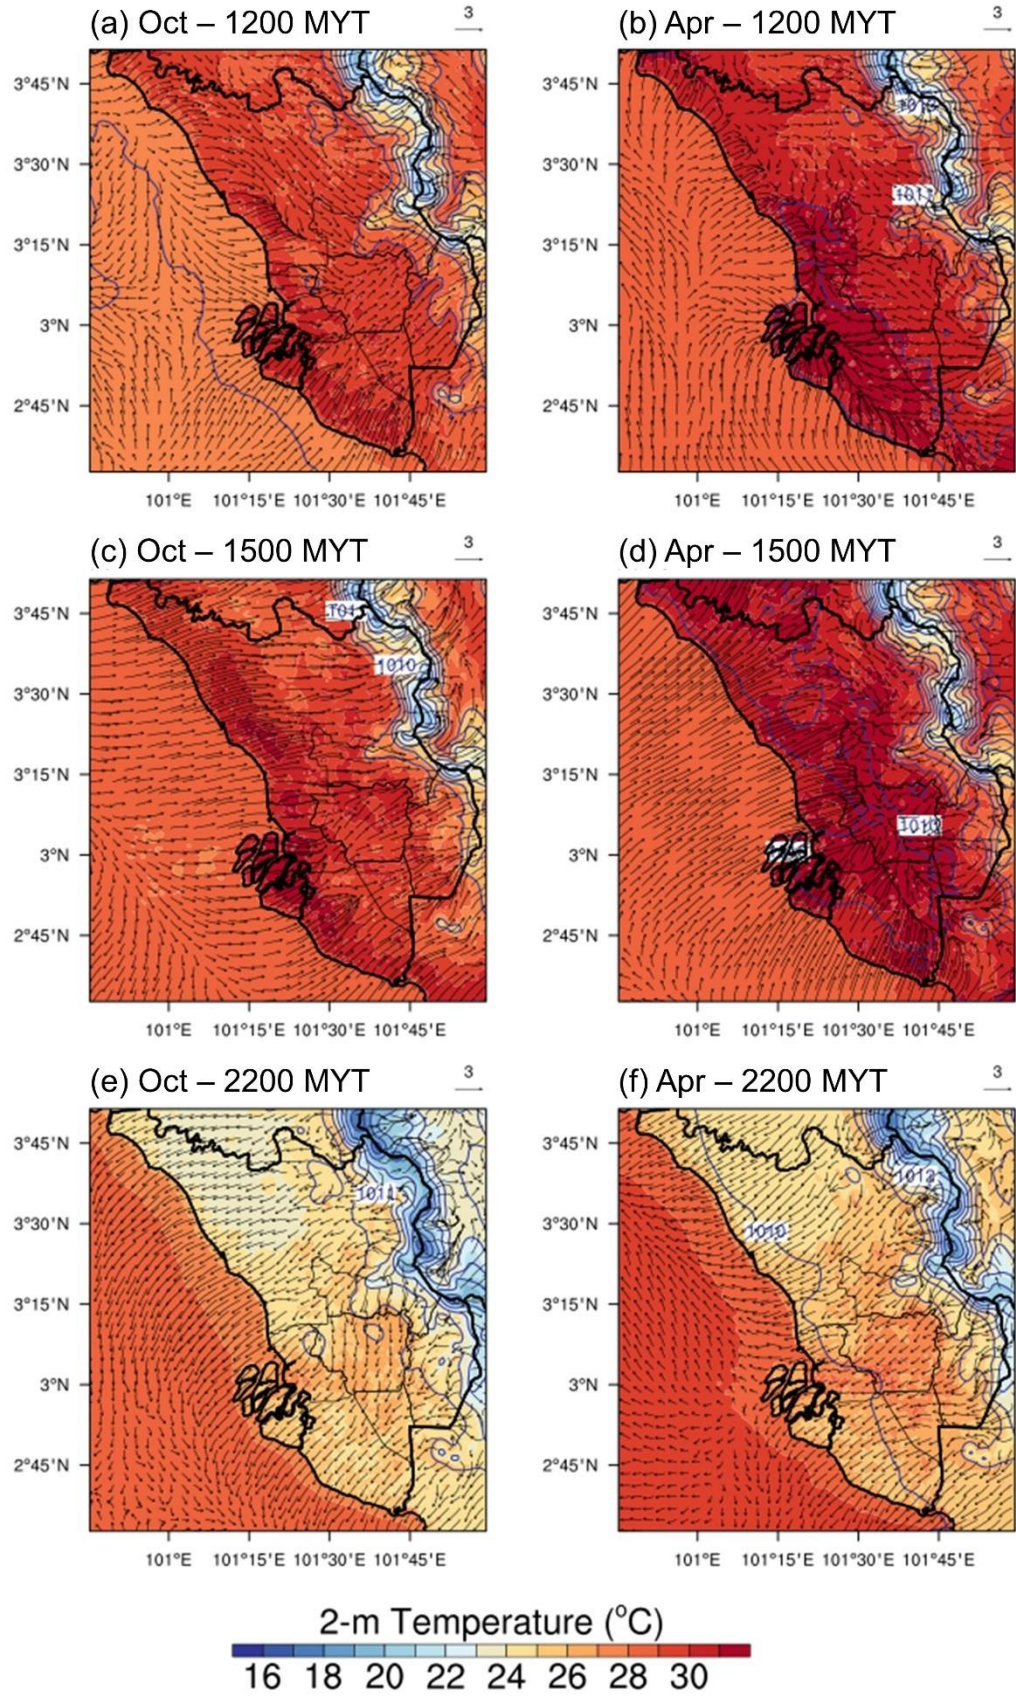 (a) Oct – 1200 MYT
3
(b) Apr – 1200 MYT
3
3°45'N
3°30'N
3°15'N
3°N
2°45'N
101°E 101°15'E 101°30'E 101°45'E
3°45'N
1011
3°30'N
3°15'N
3°N
2°45'N
101°E 101°15'E 101°30'E 101°45'E
(c) Oct – 1500 MYT
3
(d) Apr – 1500 MYT
3
3°45'N
1010
3°30'N
3°15'N
3°N
2°45'N
101°E 101°15'E 101°30'E 101°45'E
3°45'N
3°30'N
3°15'N
1010
3°N
2°45'N
101°E 101°15'E 101°30'E 101°45'E
(e) Oct – 2200 MYT
3
(f) Apr – 2200 MYT
3
3°45'N
1011
3°30'N
3°15'N
3°N
2°45'N
101°E 101°15'E 101°30'E 101°45'E
3°45'N
1012
3°30'N
1010
3°15'N
3°N
2°45'N
101°E 101°15'E 101°30'E 101°45'E
2-m Temperature (°C)
16 18 20 22 24 26 28 30